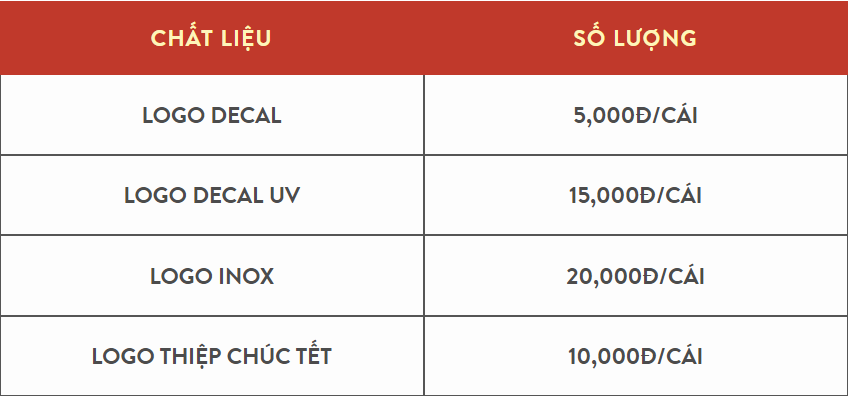 CHẤT LIỆU SỐ LƯỢNG
LOGO DECAL 5,000Đ/CÁI
LOGO DECAL UV 15,000Đ/CÁI
LOGO INOX 20,000Đ/CÁI
LOGO THIỆP CHÚC TẾT 10,000Đ/CÁI